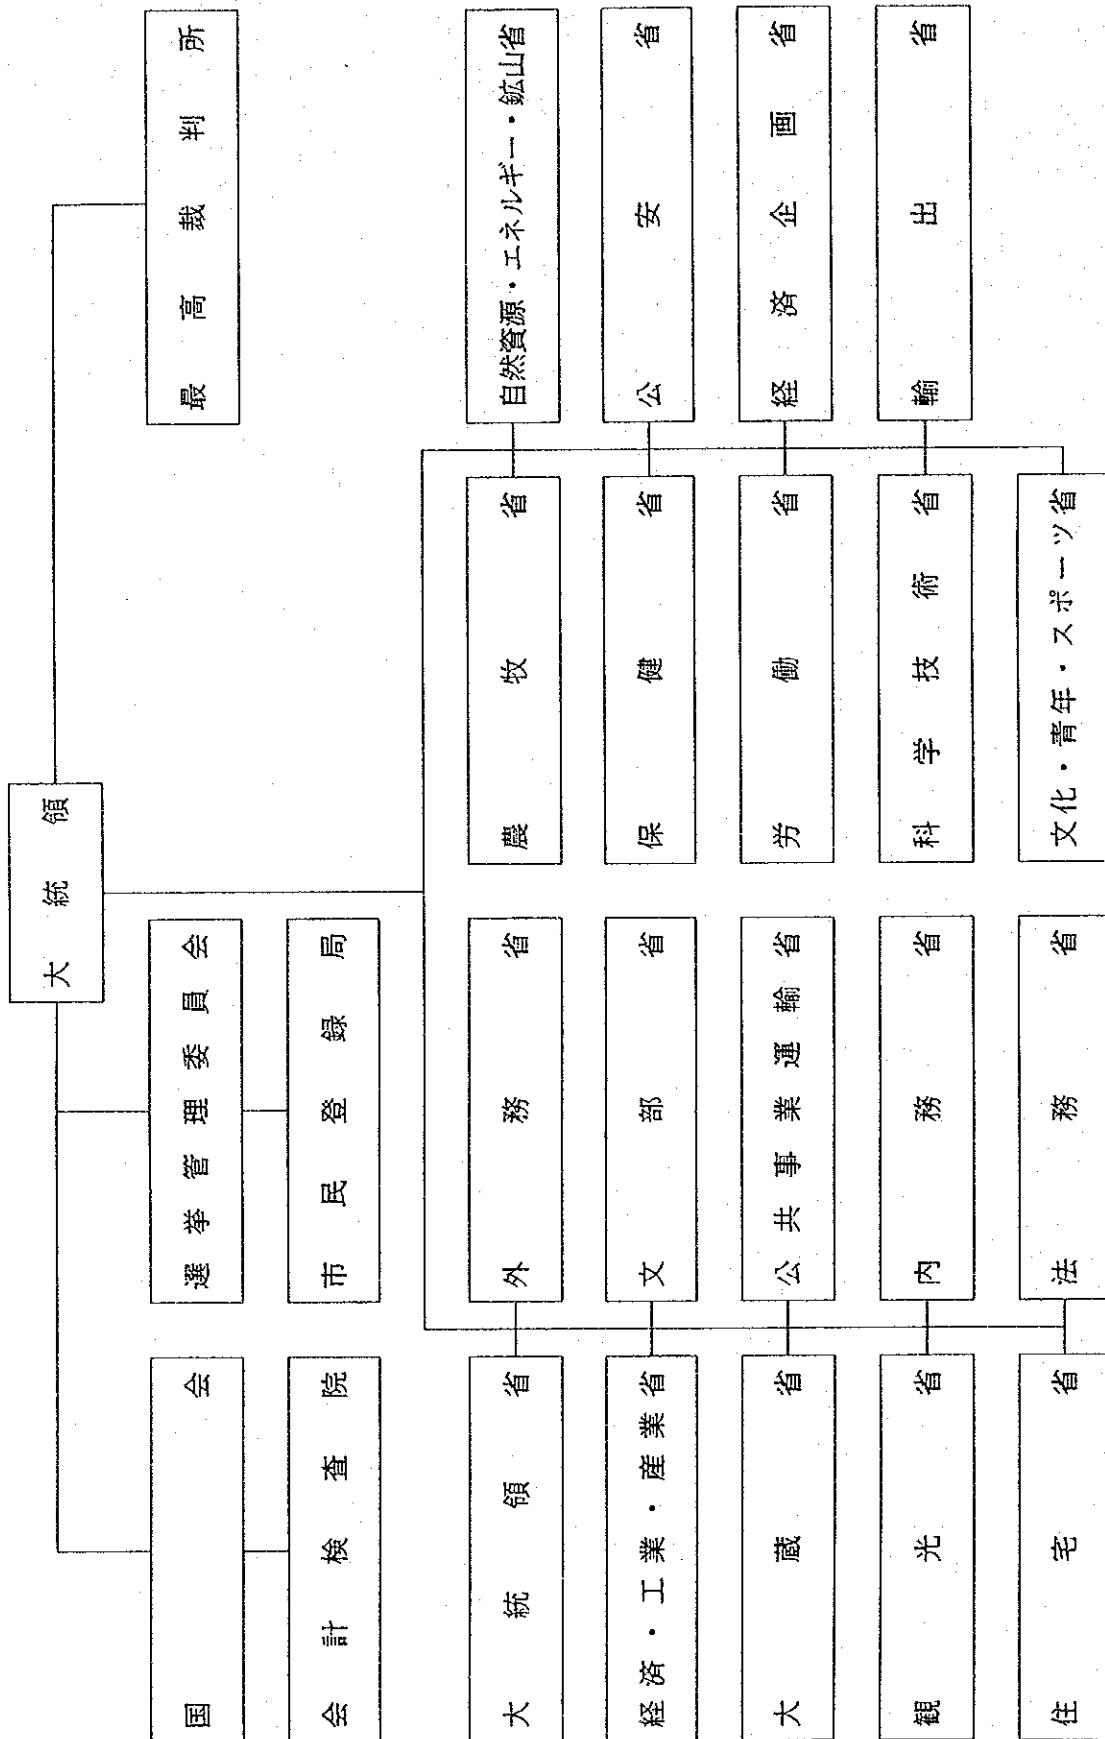 大統領
国会
選挙管理委員会
最高裁判所
会計検査院
市民登録局
大統領省
外務省
農牧省
自然資源・エネルギー・鉱山省
経済・工業・産業省
文部省
保健省
公安省
大蔵省
公共事業運輸省
労働省
経済企画省
観光省
内務省
科学技術省
輸出省
住宅省
法務省
文化・青年・スポーツ省